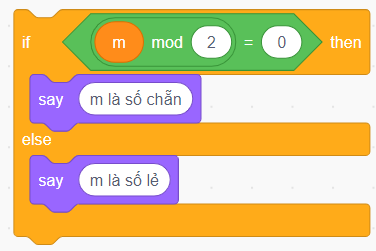 if m mod 2 = 0 then
say m là số chẵn
else
say m là số lẻ